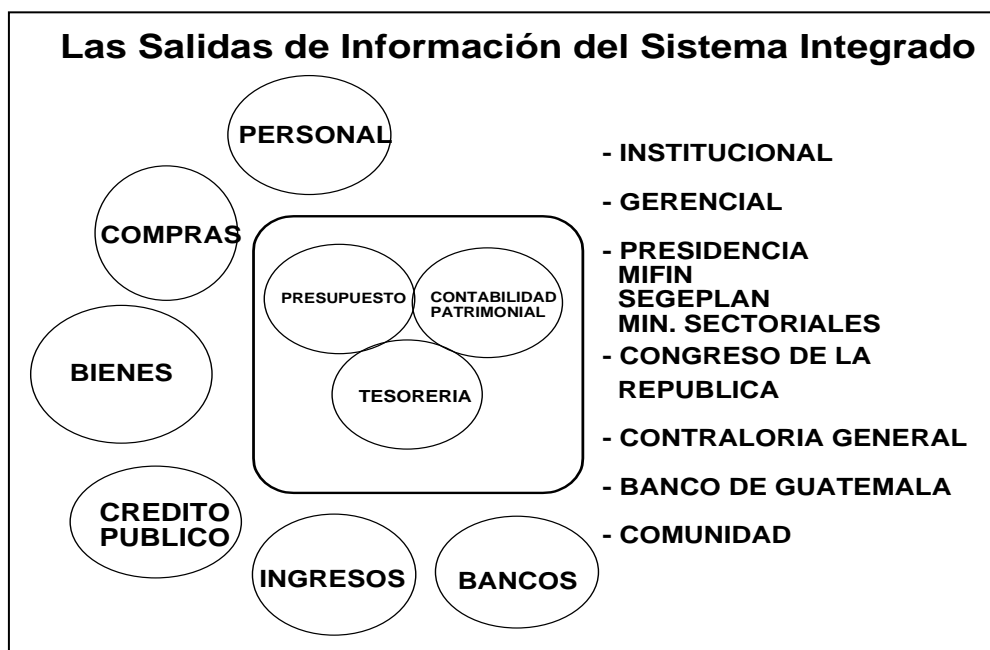 Las Salidas de Información del Sistema Integrado
PERSONAL
COMPRAS
BIENES
CREDITO
PUBLICO
INGRESOS
BANCOS
PRESUPUESTO
CONTABILIDAD
PATRIMONIAL
TESORERIA
- INSTITUCIONAL
- GERENCIAL
- PRESIDENCIA
MIFIN
SEGEPLAN
MIN. SECTORIALES
- CONGRESO DE LA
REPUBLICA
- CONTRALORIA GENERAL
- BANCO DE GUATEMALA
- COMUNIDAD